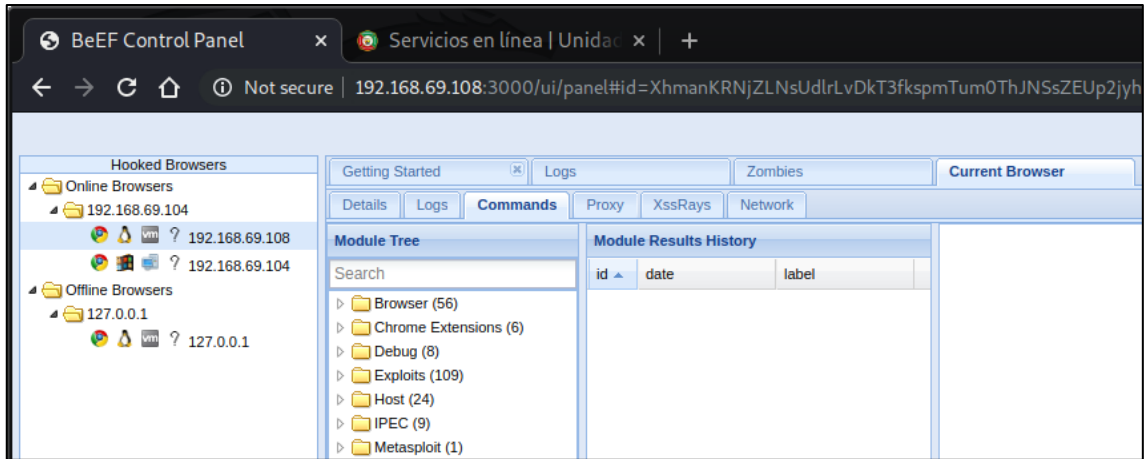 BeEF Control Panel
Servicios en línea | Unidad
Not secure | 192.168.69.108:3000/ui/panel#id=XhmanKRNjZLNsUdlrLvDkT3fkspmTum0ThJNSsZEUp2jyh
Hooked Browsers
Online Browsers
192.168.69.104
? 192.168.69.108
? 192.168.69.104
Offline Browsers
127.0.0.1
? 127.0.0.1
Getting Started Logs Zombies Current Browser
Details Logs Commands Proxy XssRays Network
Module Tree
Search
Browser (56)
Chrome Extensions (6)
Debug (8)
Exploits (109)
Host (24)
IPEC (9)
Metasploit (1)
Module Results History
id date label